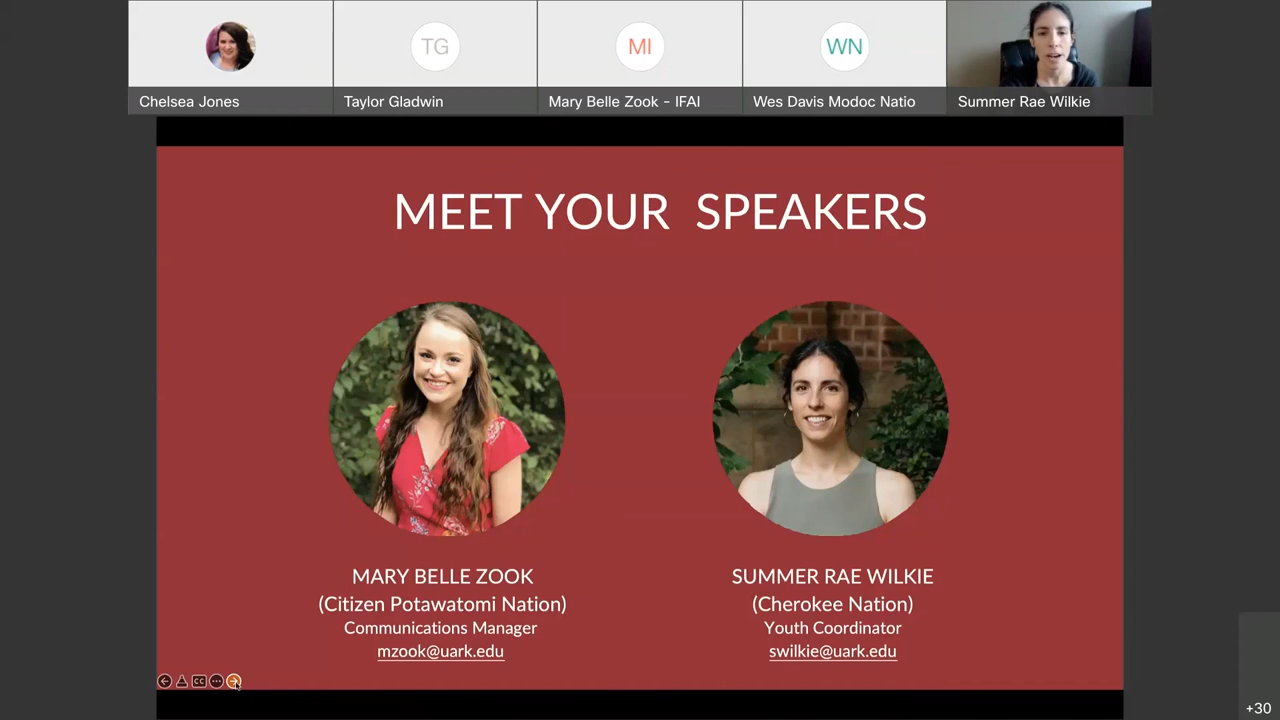 TG
MI
WN
Chelsea Jones
Taylor Gladwin
Mary Belle Zook - IFAI
Wes Davis Modoc Natio
Summer Rae Wilkie
MEET YOUR SPEAKERS
MARY BELLE ZOOK
(Citizen Potawatomi Nation)
Communications Manager
mzook@uark.edu
SUMMER RAE WILKIE
(Cherokee Nation)
Youth Coordinator
swilkie@uark.edu
CC
+30